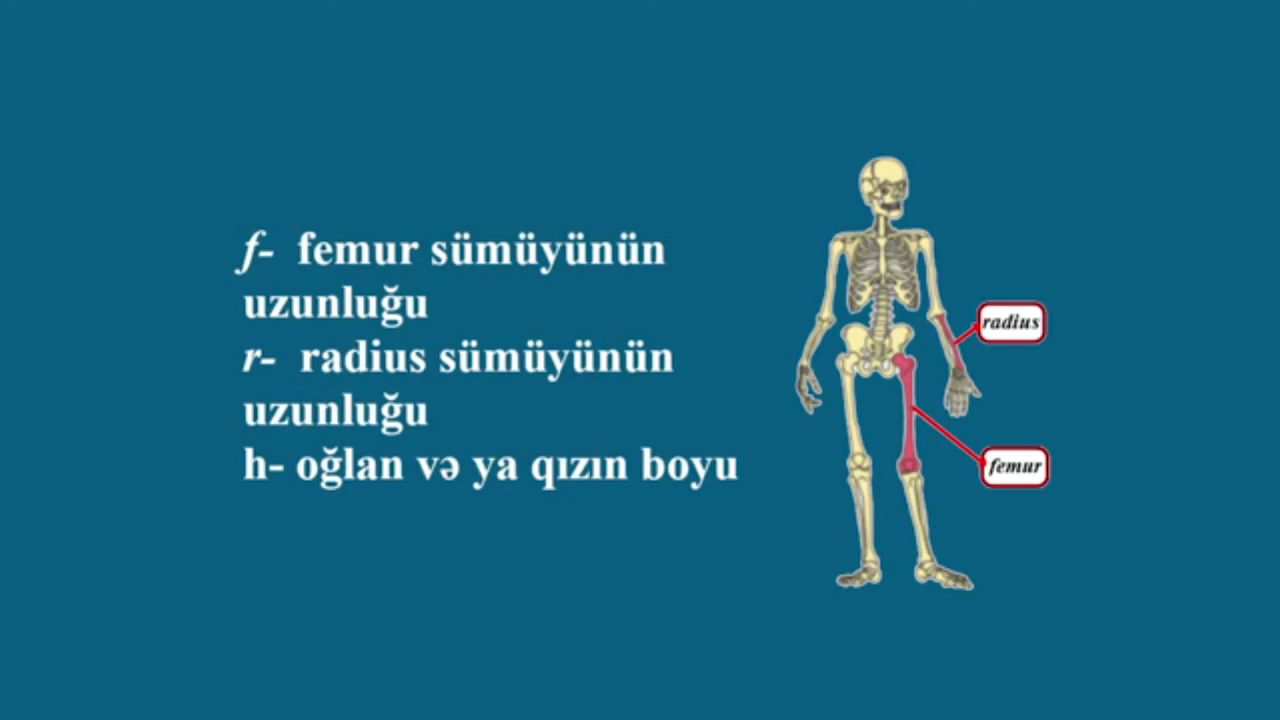 f- femur sümüyünün
uzunluğu
r- radius sümüyünün
uzunluğu
h- oğlan və ya qızın boyu
radius
femur